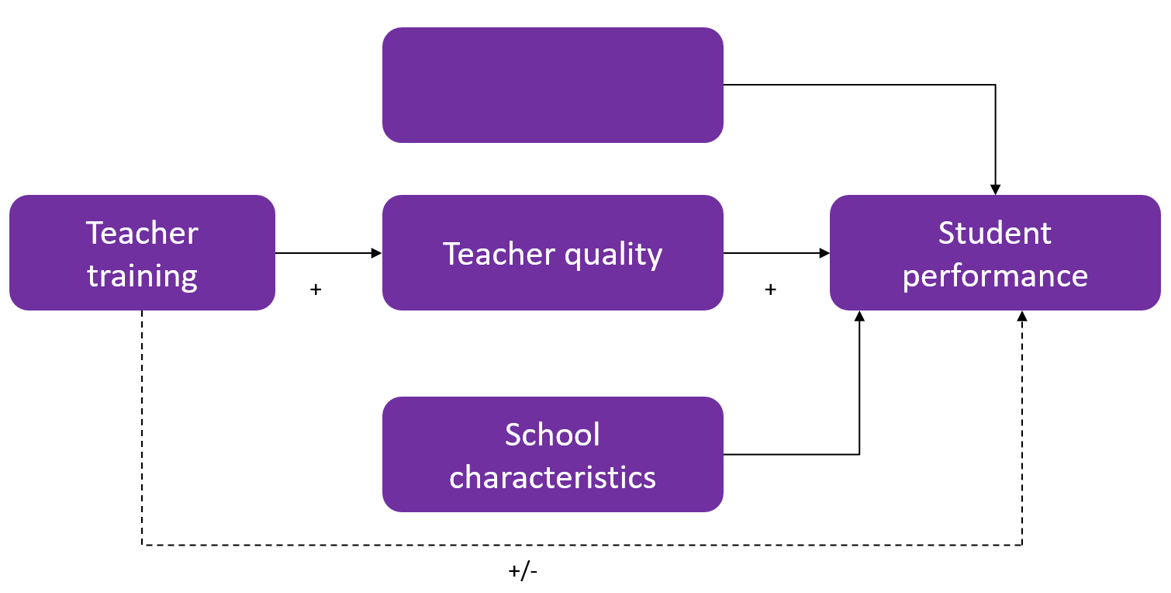 Teacher
training
+
Teacher quality
+
Student
performance
School
characteristics
+/-